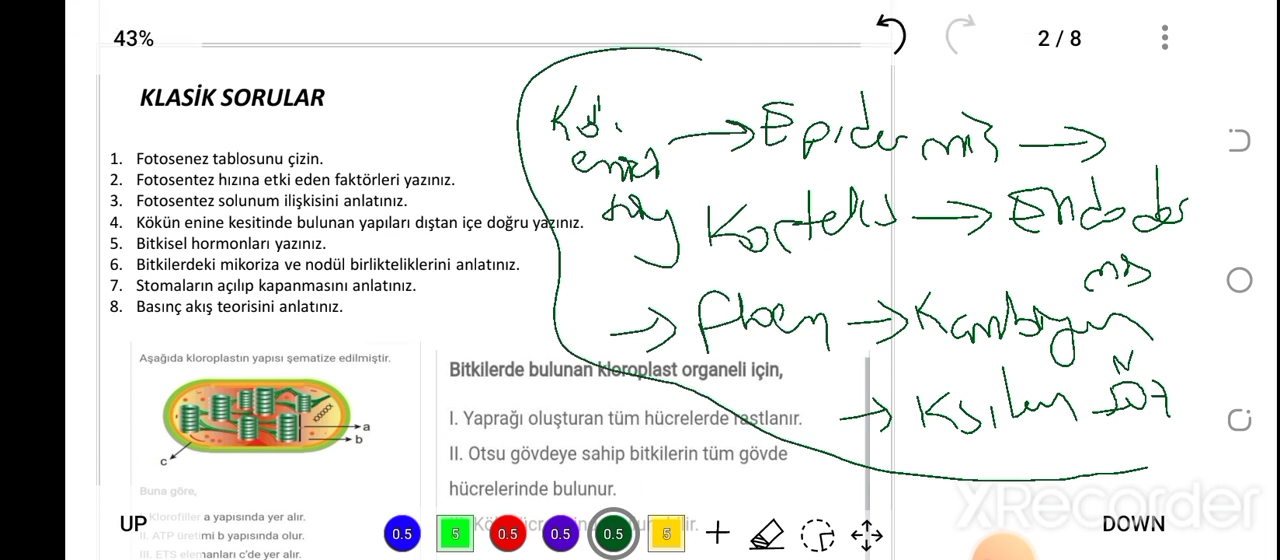 43%
2 / 8
KLASİK SORULAR
1. Fotosenez tablosunu çizin.
2. Fotosentez hızına etki eden faktörleri yazınız.
3. Fotosentez solunum ilişkisini anlatınız.
4. Kökün enine kesitinde bulunan yapıları dıştan içe doğru yazınız.
5. Bitkisel hormonları yazınız.
6. Bitkilerdeki mikoriza ve nodül birlikteliklerini anlatınız.
7. Stomaların açılıp kapanmasını anlatınız.
8. Basınç akış teorisini anlatınız.
→ Epidermis →
Korteks → Endoder
mis
→ floem → Kambiyum
→ Ksilem
Aşağıda kloroplastın yapısı şematize edilmiştir.
a
b
c
Buna göre,
I. Klorofiller a yapısında yer alır.
II. ATP üretimi b yapısında olur.
III. ETS elemanları c'de yer alır.
Bitkilerde bulunan kloroplast organeli için,
I. Yaprağı oluşturan tüm hücrelerde rastlanır.
II. Otsu gövdeye sahip bitkilerin tüm gövde
hücrelerinde bulunur.
UP
0.5 5 0.5 0.5 0.5 5
DOWN
XRecorder